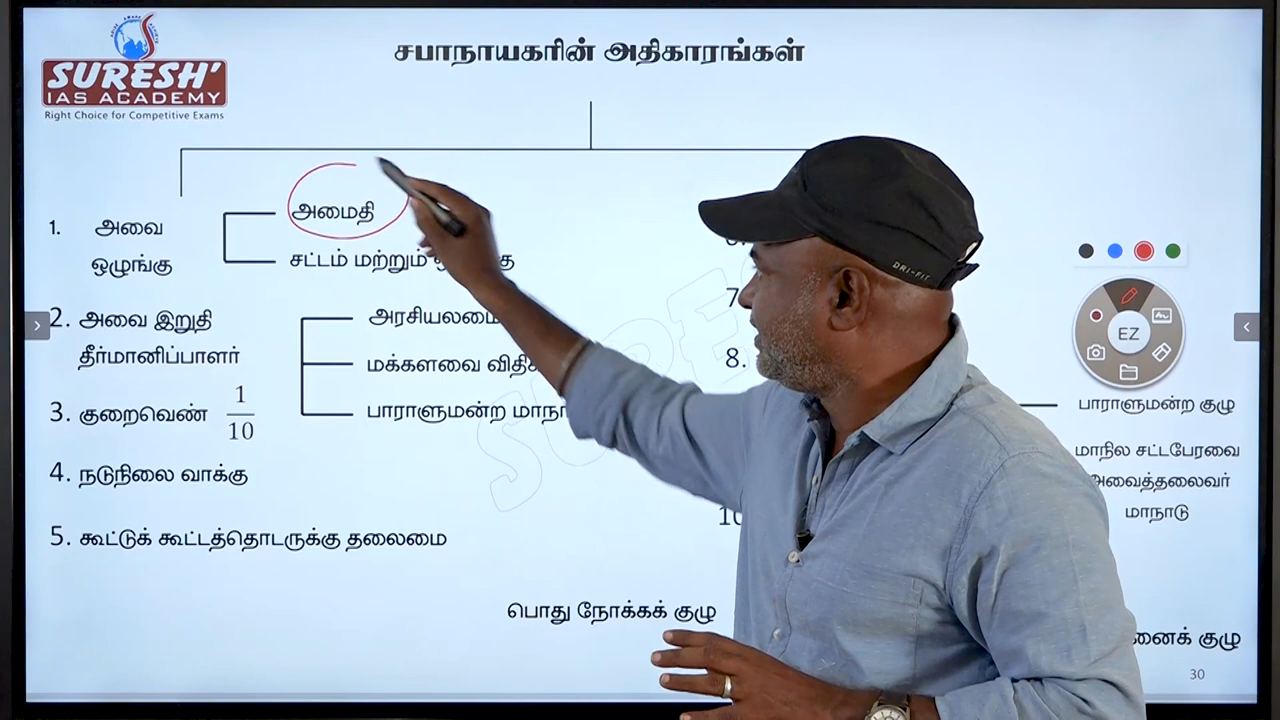 SURESH'
IAS ACADEMY
Right Choice for Competitive Exams
சபாநாயகரின் அதிகாரங்கள்
1. அவை ஒழுங்கு
அமைதி
சட்டம் மற்றும்
2. அவை இறுதி
தீர்மானிப்பாளர்
அரசியலமை
மக்களவை விதி
பாராளுமன்ற
3. குறைவெண் 1/10
4. நடுநிலை வாக்கு
5. கூட்டுக் கூட்டத்தொடருக்கு தலைமை
பொது நோக்கக் குழு
7
8.
10
DRI-FIT
EZ
பாராளுமன்ற குழு
மாநில சட்டபேரவை
அவைத்தலைவர்
மாநாடு
குழு
30